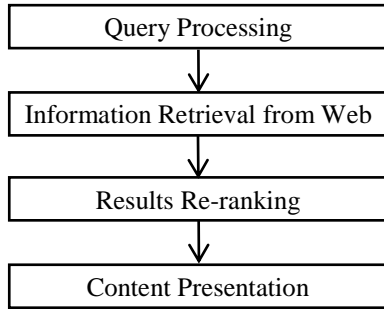 Query Processing
Information Retrieval from Web
Results Re-ranking
Content Presentation